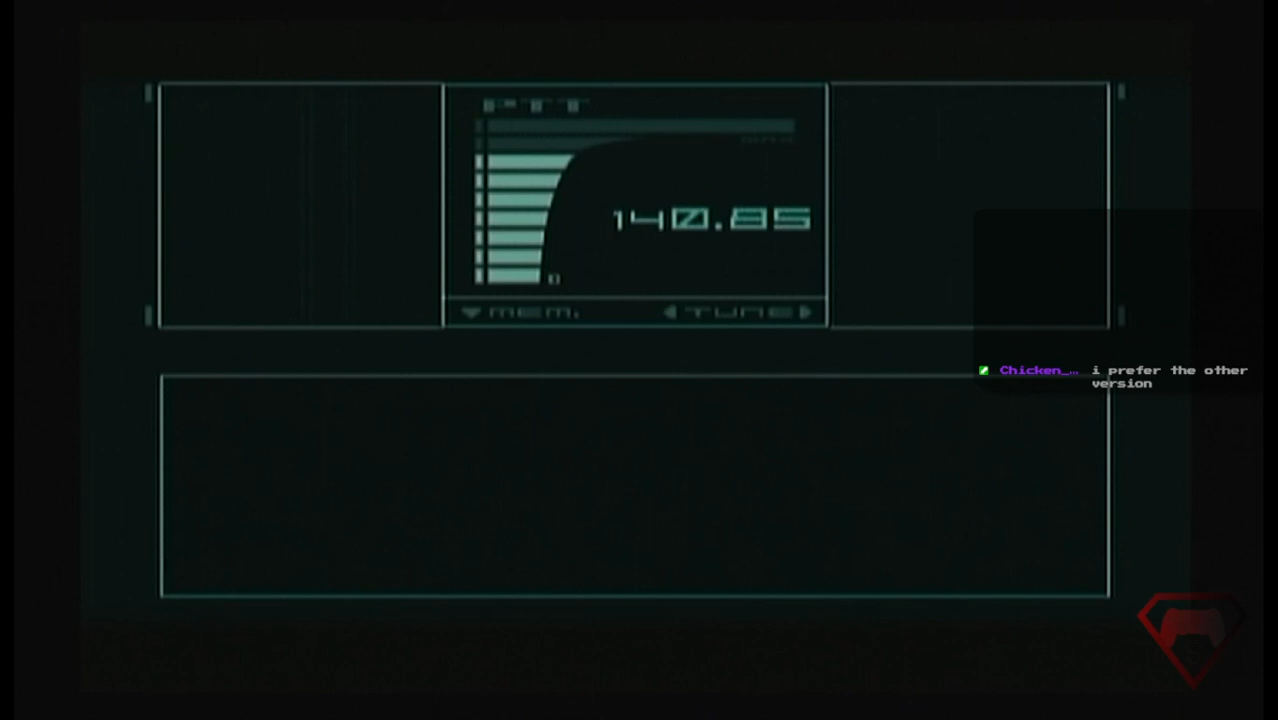 PTT
140.85
MEM.
TUNE
Chicken_… i prefer the other
version